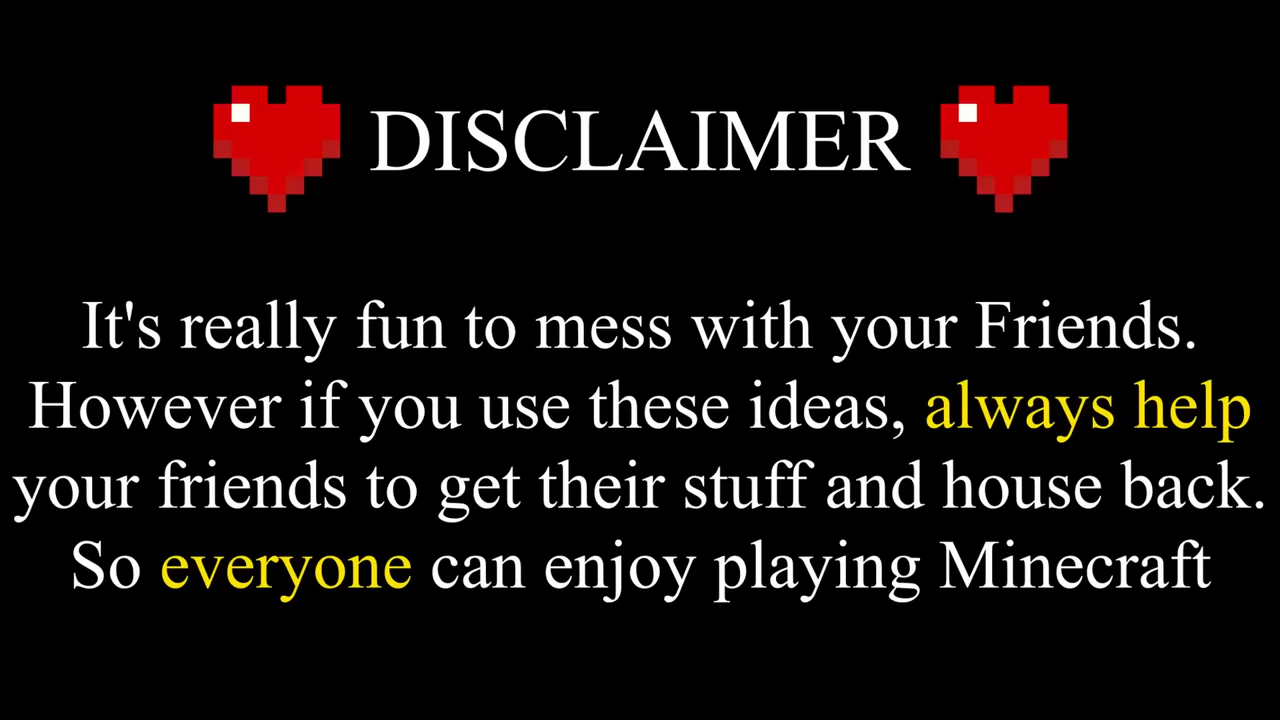 DISCLAIMER
It's really fun to mess with your Friends.
However if you use these ideas, always help
your friends to get their stuff and house back.
So everyone can enjoy playing Minecraft